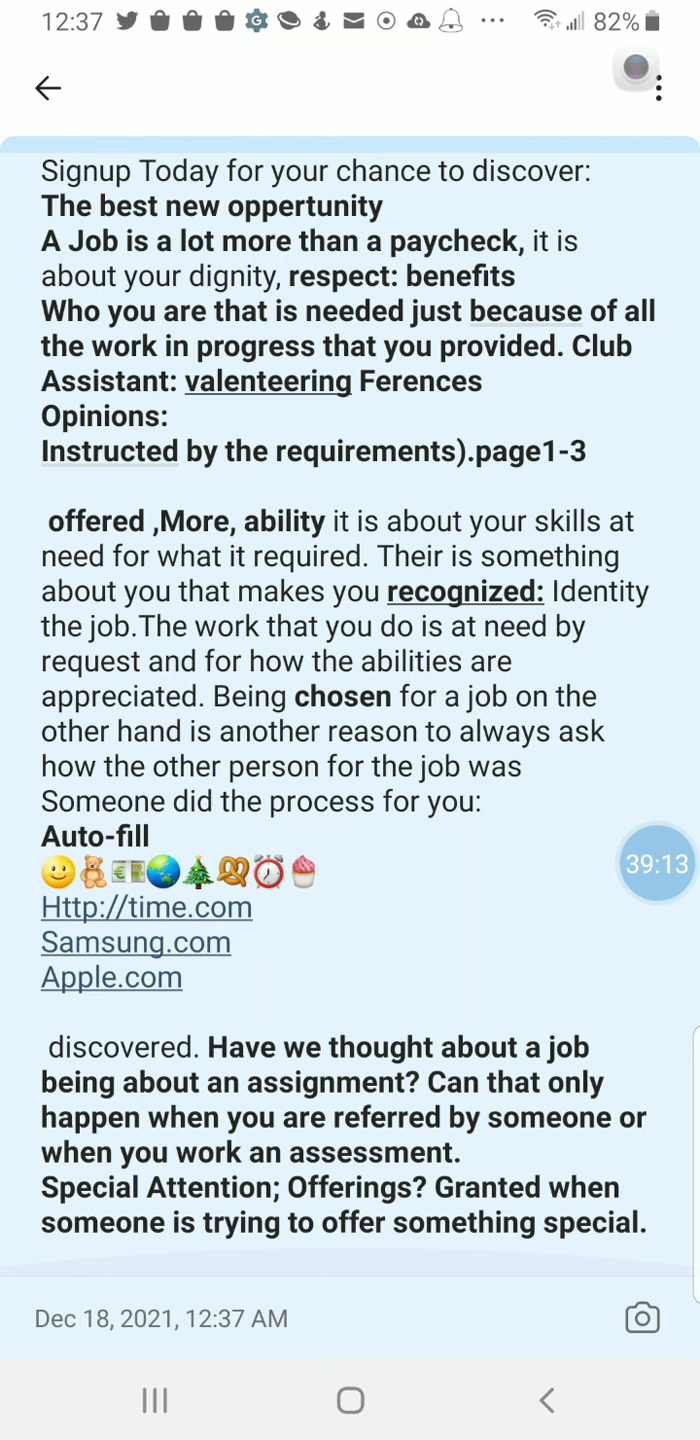 12:37
82%
Signup Today for your chance to discover:
The best new oppertunity
A Job is a lot more than a paycheck, it is
about your dignity, respect: benefits
Who you are that is needed just because of all
the work in progress that you provided. Club
Assistant: valenteering Ferences
Opinions:
Instructed by the requirements).page1-3
offered ,More, ability it is about your skills at
need for what it required. Their is something
about you that makes you recognized: Identity
the job.The work that you do is at need by
request and for how the abilities are
appreciated. Being chosen for a job on the
other hand is another reason to always ask
how the other person for the job was
Someone did the process for you:
Auto-fill
39:13
Http://time.com
Samsung.com
Apple.com
discovered. Have we thought about a job
being about an assignment? Can that only
happen when you are referred by someone or
when you work an assessment.
Special Attention; Offerings? Granted when
someone is trying to offer something special.
Dec 18, 2021, 12:37 AM